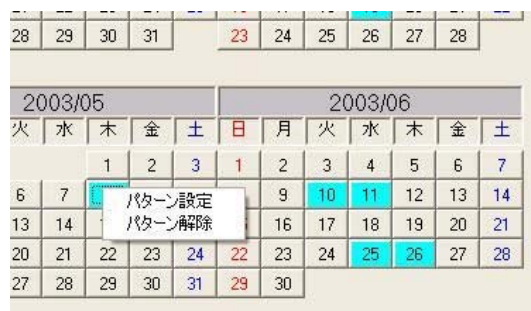 28 29 30 31 23 24 25 26 27 28
2003/05 2003/06
火 水 木 金 土 日 月 火 水 木 金 土
1 2 3 1 2 3 4 5 6 7
6 7 パターン設定 9 10 11 12 13 14
13 14 パターン解除 16 17 18 19 20 21
20 21 22 23 24 22 23 24 25 26 27 28
27 28 29 30 31 29 30